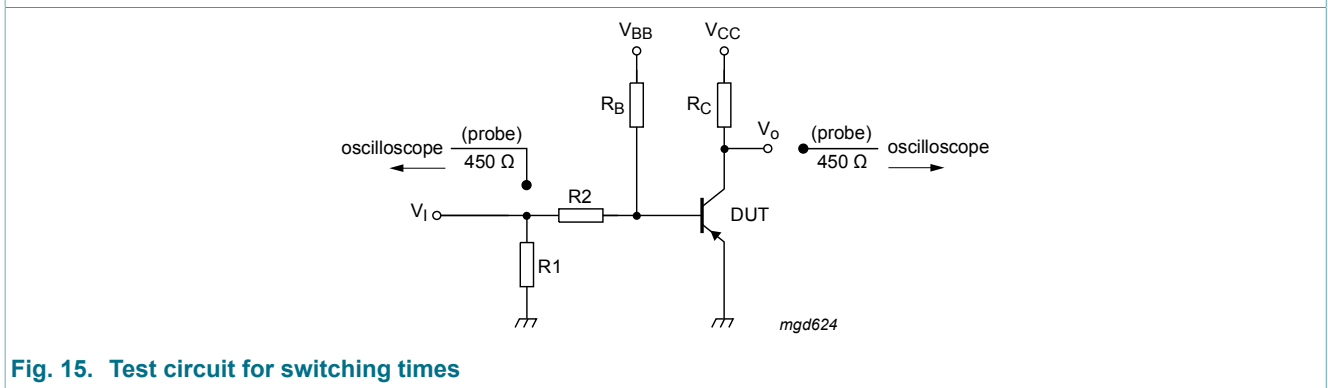 V_BB
V_CC
R_B
R_C
oscilloscope
(probe)
450 Ω
V_o
(probe)
450 Ω
oscilloscope
V_I
R2
DUT
R1
mgd624
Fig. 15. Test circuit for switching times